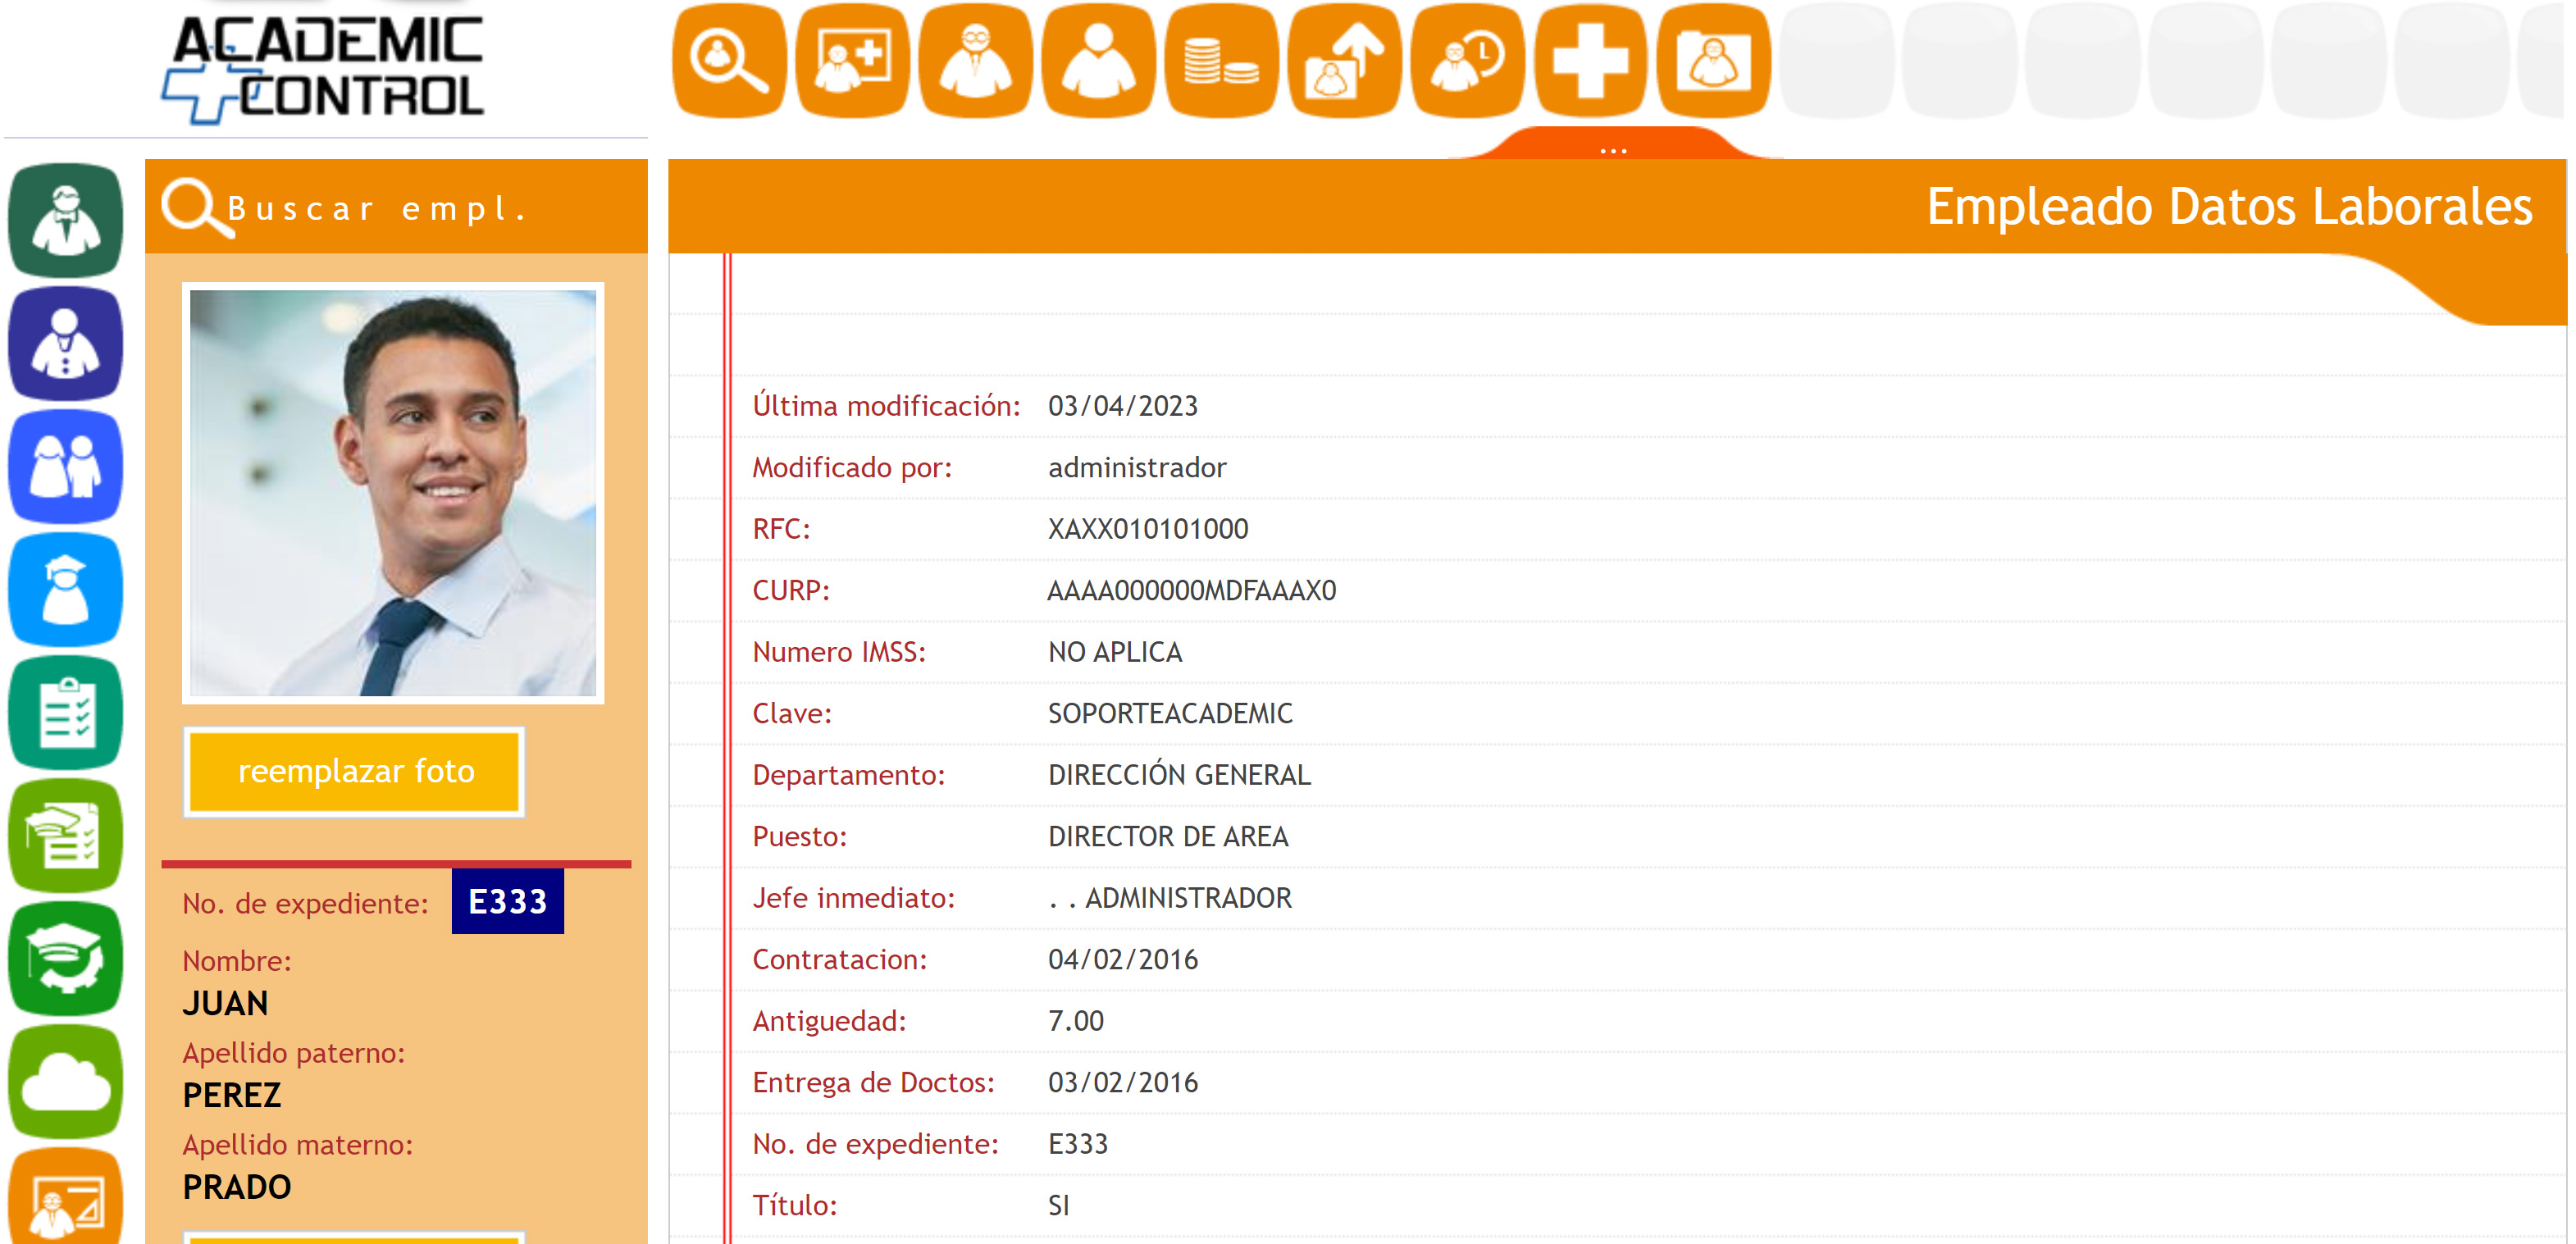 ACADEMIC
CONTROL
...
Buscar empl.
Empleado Datos Laborales
reemplazar foto
No. de expediente: E333
Nombre:
JUAN
Apellido paterno:
PEREZ
Apellido materno:
PRADO
Última modificación: 03/04/2023
Modificado por: administrador
RFC: XAXX010101000
CURP: AAAA000000MDFAAAX0
Numero IMSS: NO APLICA
Clave: SOPORTEACADEMIC
Departamento: DIRECCIÓN GENERAL
Puesto: DIRECTOR DE AREA
Jefe inmediato: . . ADMINISTRADOR
Contratacion: 04/02/2016
Antiguedad: 7.00
Entrega de Doctos: 03/02/2016
No. de expediente: E333
Título: SI